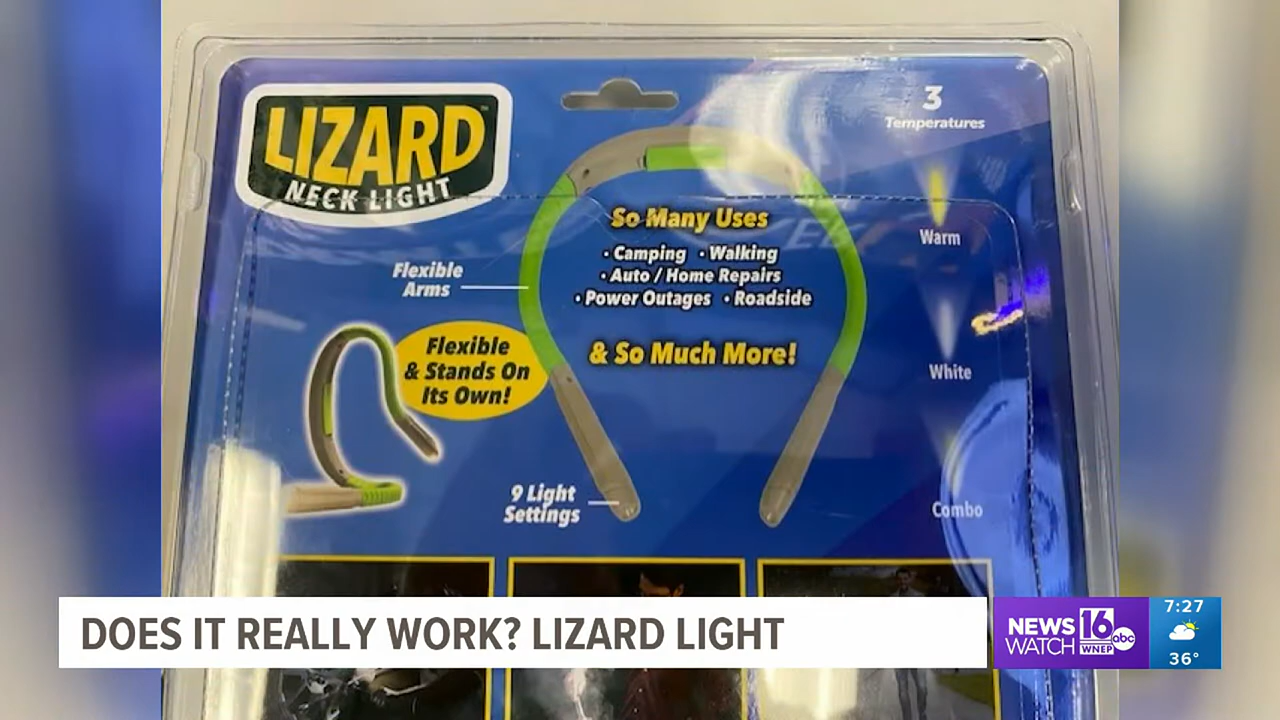 LIZARD™
NECK LIGHT
3
Temperatures
So Many Uses
• Camping • Walking
• Auto / Home Repairs
• Power Outages • Roadside
& So Much More!
Flexible
Arms
Flexible
& Stands On
Its Own!
9 Light
Settings
Warm
White
Combo
DOES IT REALLY WORK? LIZARD LIGHT
NEWS 16
WATCH WNEP abc
7:27
36°